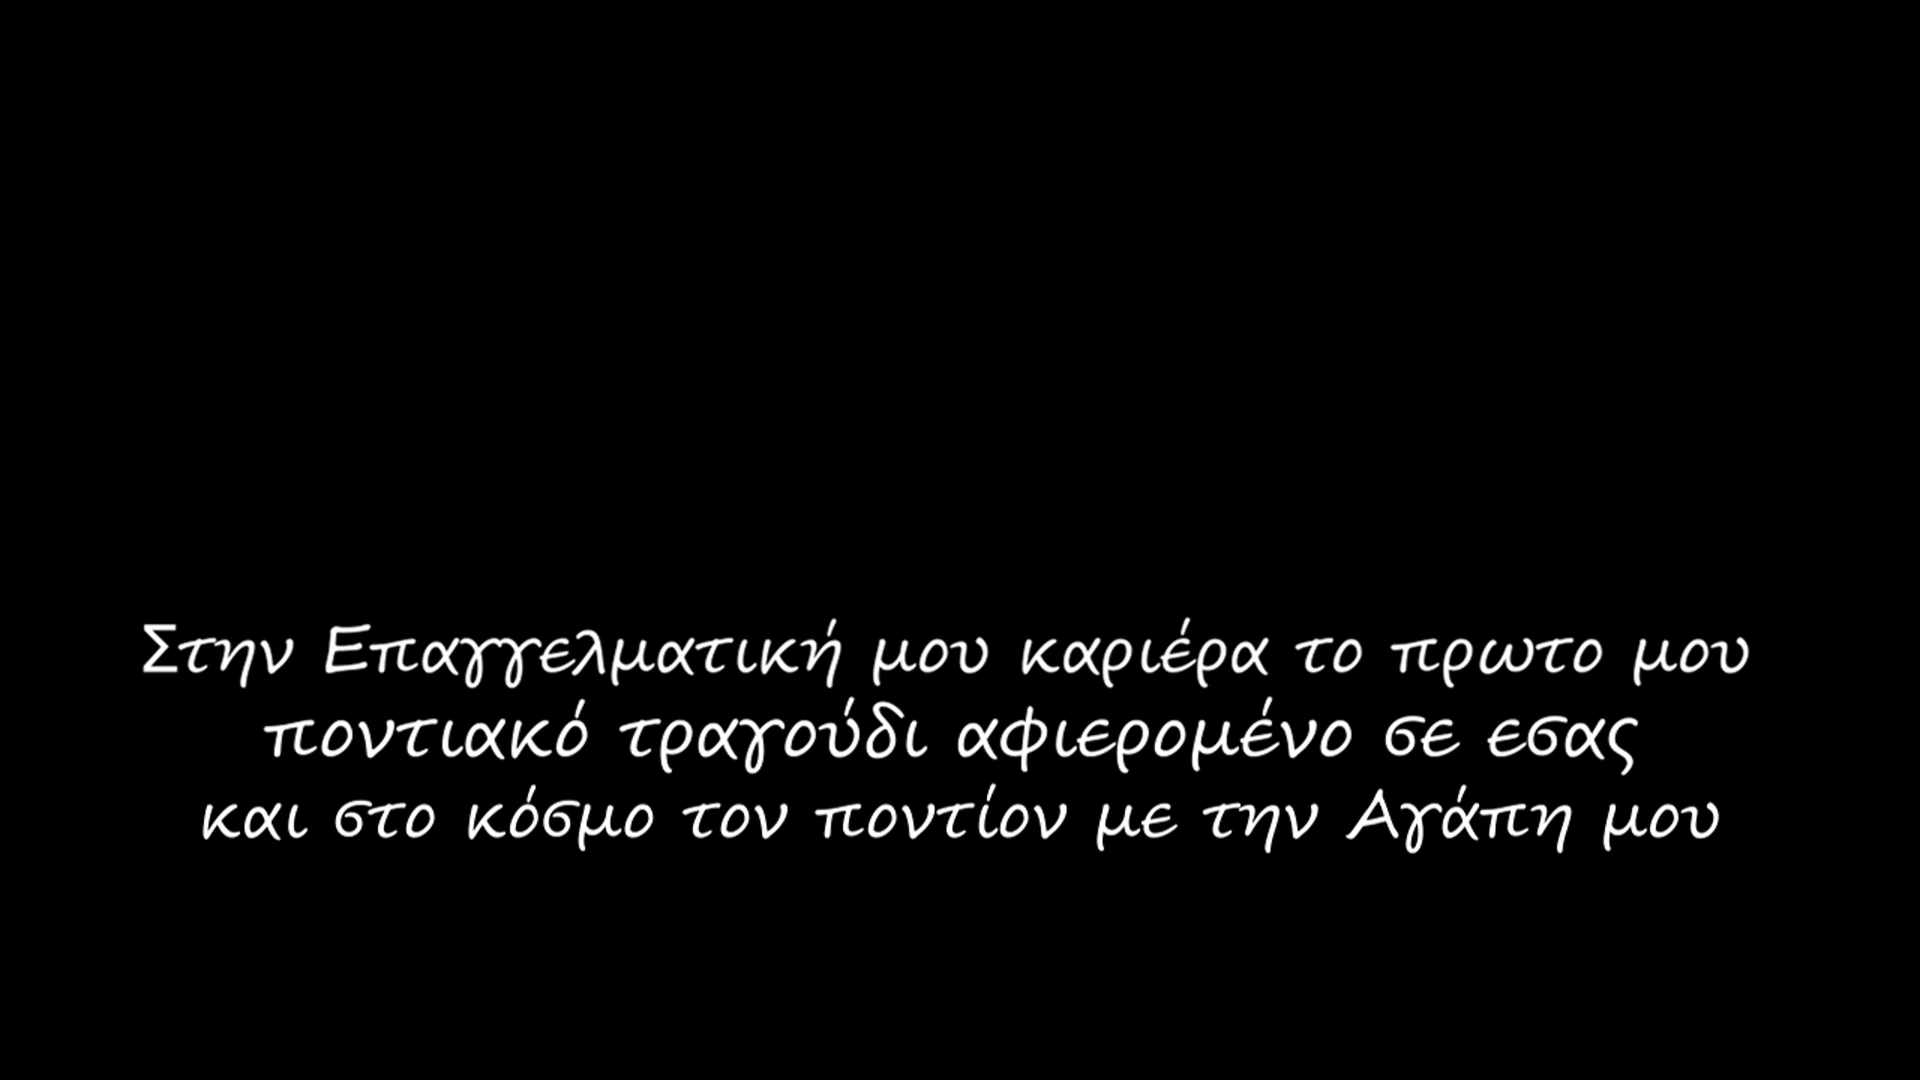 Στην Επαγγελματική μου καριέρα το πρωτο μου
ποντιακό τραγούδι αφιερομένο σε εσας
και στο κόσμο τον ποντίον με την Αγάπη μου